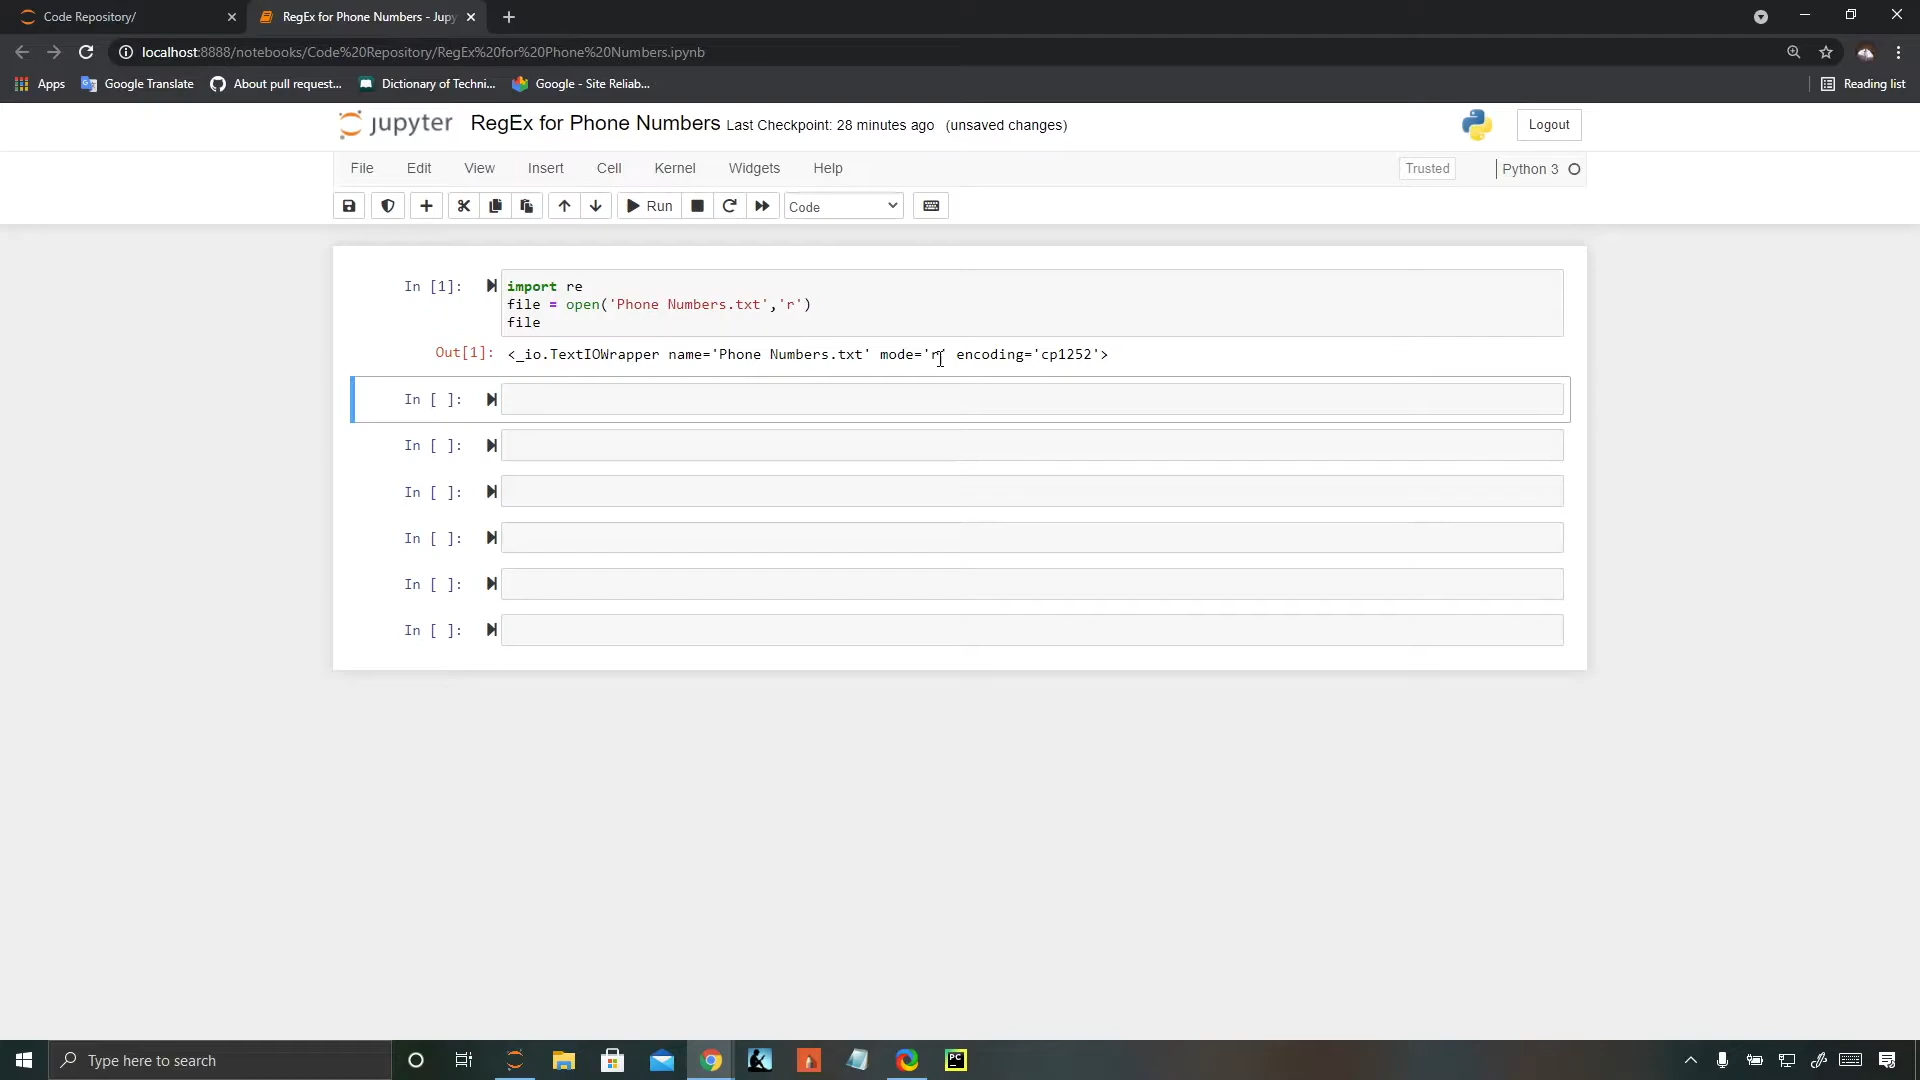 Code Repository/
RegEx for Phone Numbers - Jupy
localhost:8888/notebooks/Code%20Repository/RegEx%20for%20Phone%20Numbers.ipynb
Apps Google Translate About pull request... Dictionary of Techni... Google - Site Reliab... Reading list
jupyter RegEx for Phone Numbers Last Checkpoint: 28 minutes ago (unsaved changes) Logout
File Edit View Insert Cell Kernel Widgets Help Trusted Python 3
Run Code
In [1]: import re
file = open('Phone Numbers.txt','r')
file
Out[1]: <_io.TextIOWrapper name='Phone Numbers.txt' mode='r' encoding='cp1252'>
In [ ]:
In [ ]:
In [ ]:
In [ ]:
In [ ]:
In [ ]:
Type here to search
PC